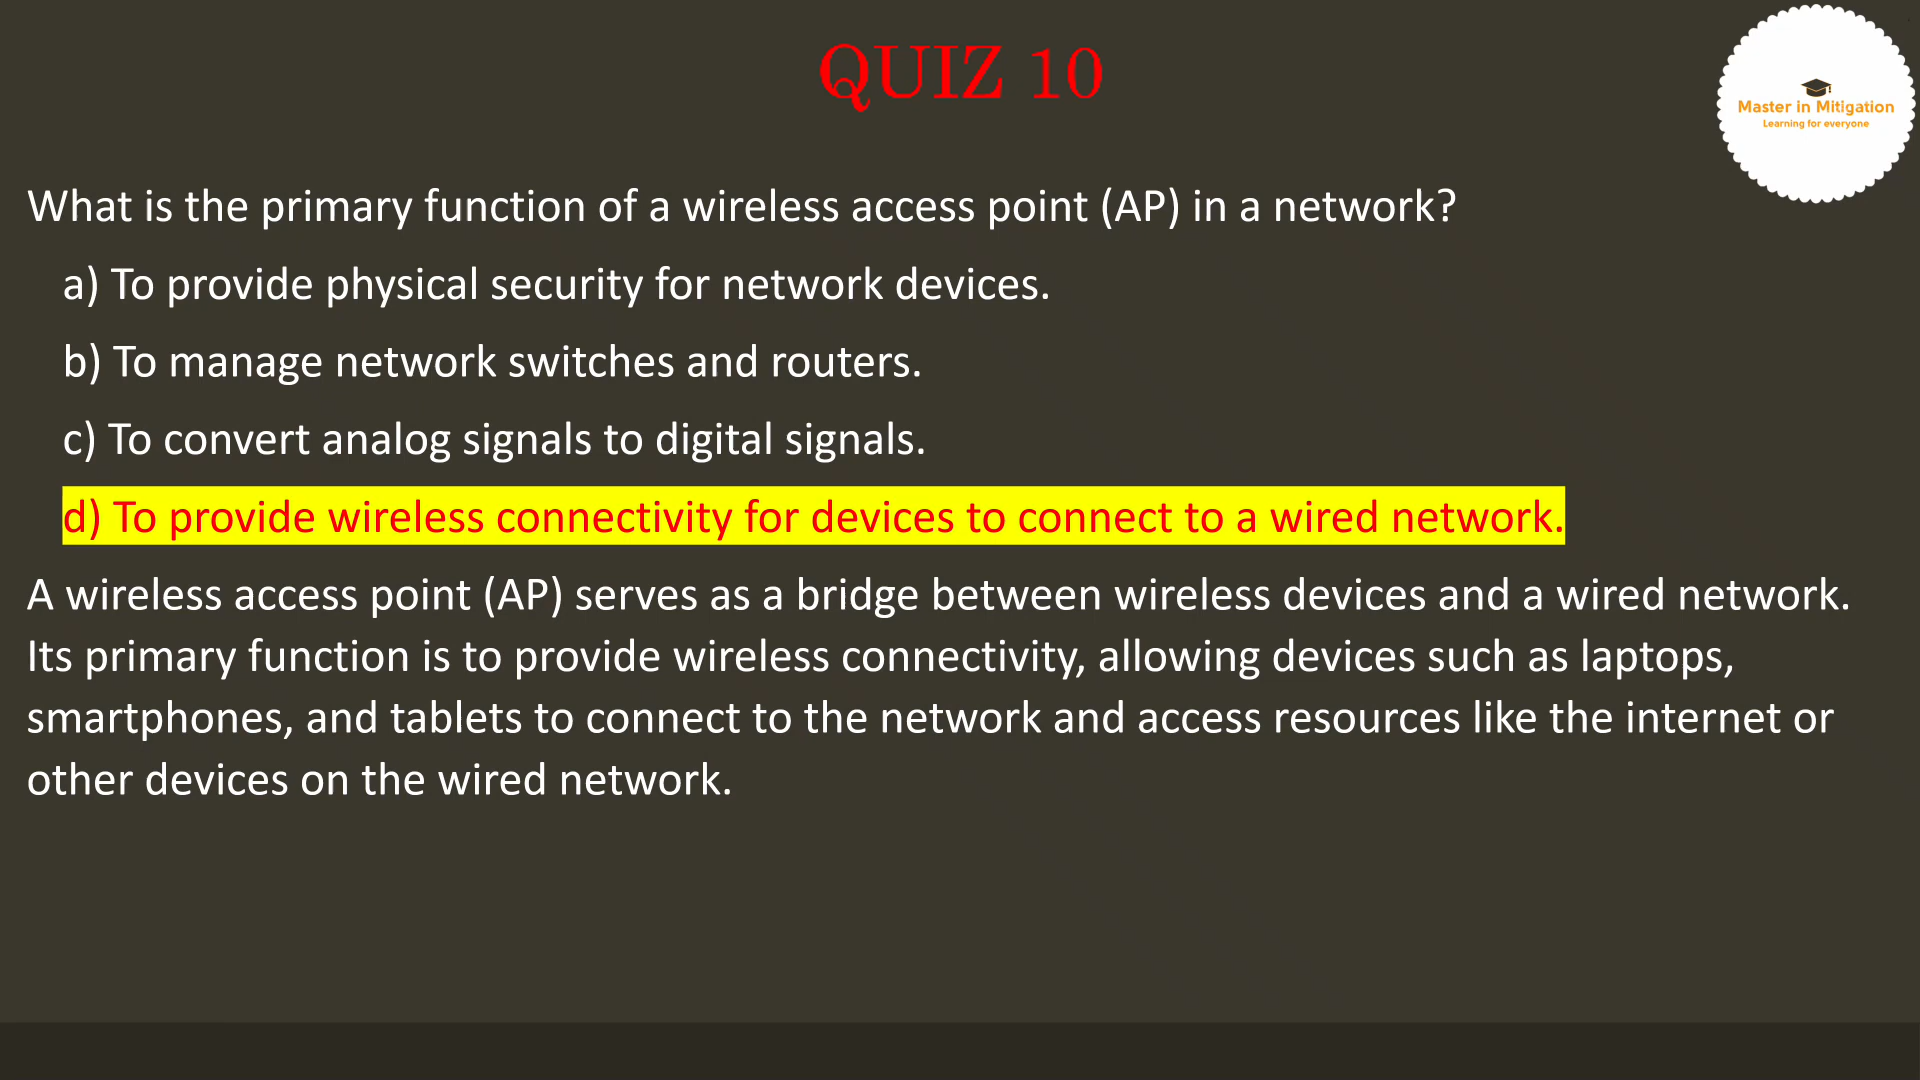 QUIZ 10
Master in Mitigation
Learning for everyone
What is the primary function of a wireless access point (AP) in a network?
a) To provide physical security for network devices.
b) To manage network switches and routers.
c) To convert analog signals to digital signals.
d) To provide wireless connectivity for devices to connect to a wired network.
A wireless access point (AP) serves as a bridge between wireless devices and a wired network.
Its primary function is to provide wireless connectivity, allowing devices such as laptops,
smartphones, and tablets to connect to the network and access resources like the internet or
other devices on the wired network.